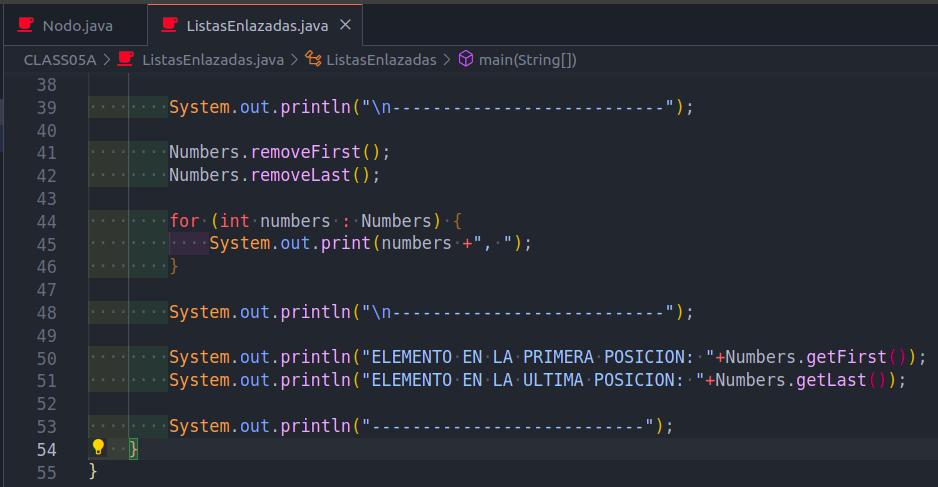 Nodo.java
ListasEnlazadas.java ×
CLASS05A > ListasEnlazadas.java > ListasEnlazadas > main(String[])
38
39 System.out.println("\n---------------------------");
40
41 Numbers.removeFirst();
42 Numbers.removeLast();
43
44 for (int numbers : Numbers) {
45 System.out.print(numbers +", ");
46 }
47
48 System.out.println("\n---------------------------");
49
50 System.out.println("ELEMENTO EN LA PRIMERA POSICION: "+Numbers.getFirst());
51 System.out.println("ELEMENTO EN LA ULTIMA POSICION: "+Numbers.getLast());
52
53 System.out.println("---------------------------");
54 }
55 }